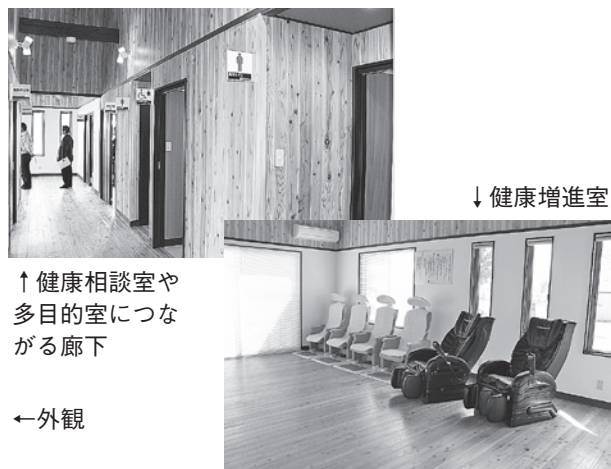 ↓健康増進室
↑健康相談室や
多目的室につな
がる廊下
←外観